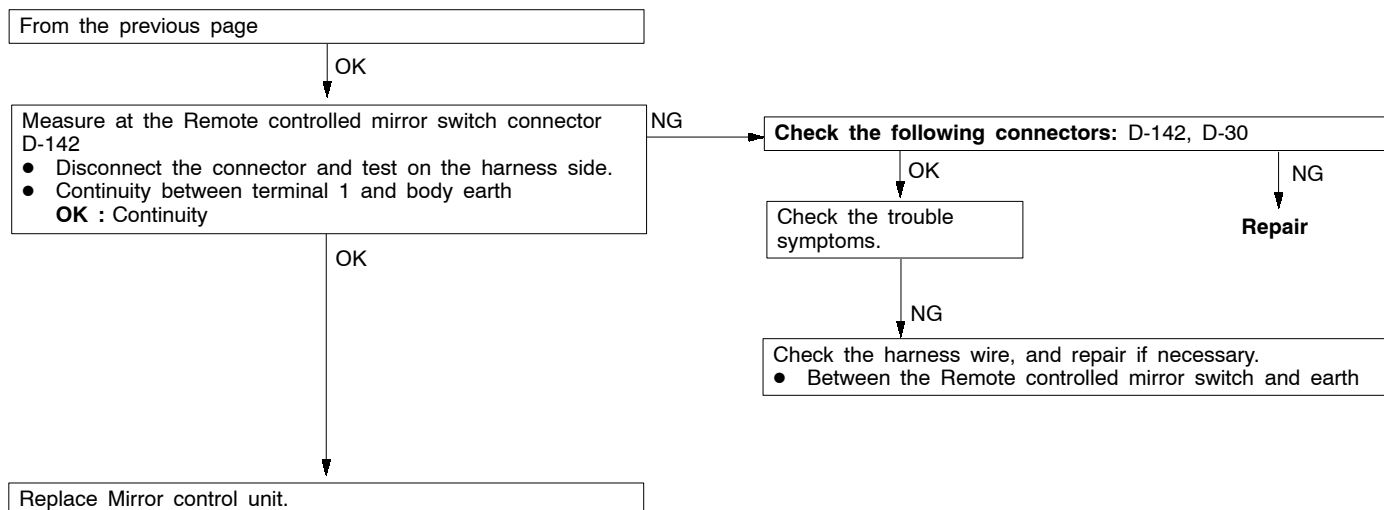 From the previous page
OK
Measure at the Remote controlled mirror switch connector
D-142
● Disconnect the connector and test on the harness side.
● Continuity between terminal 1 and body earth
OK : Continuity
NG
Check the following connectors: D-142, D-30
OK
NG
Check the trouble
symptoms.
Repair
OK
NG
Check the harness wire, and repair if necessary.
● Between the Remote controlled mirror switch and earth
Replace Mirror control unit.